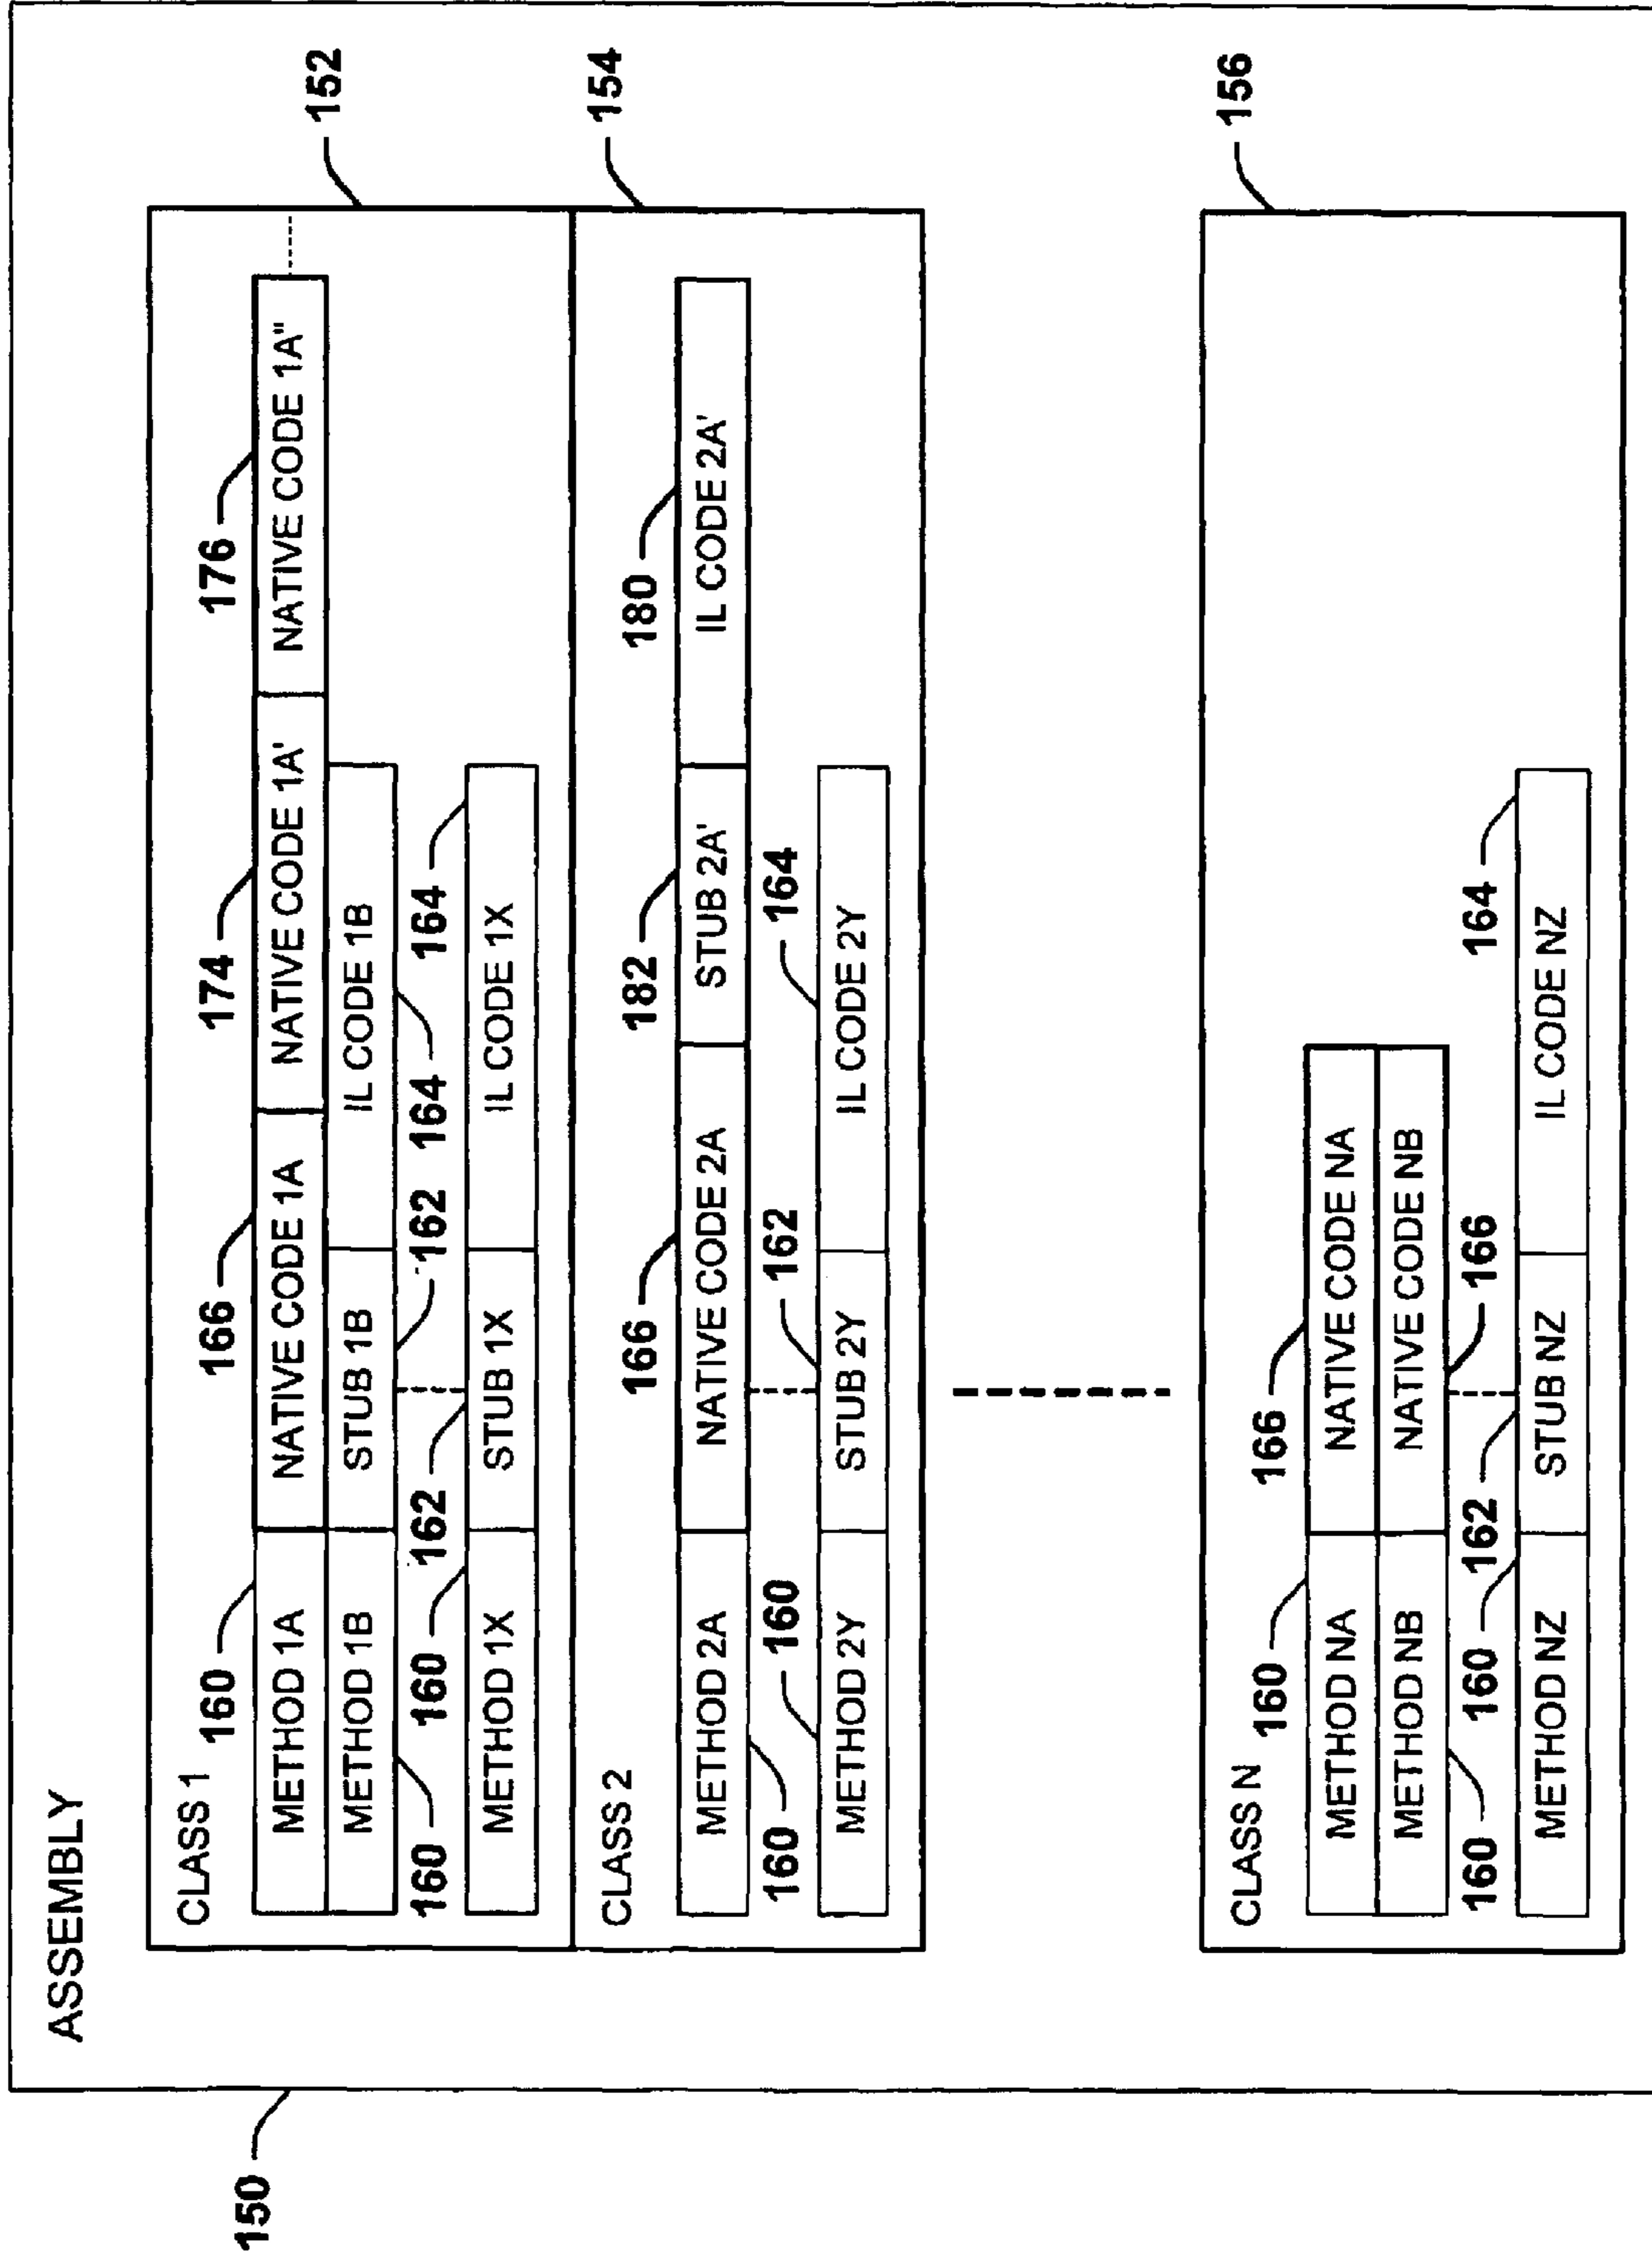 ASSEMBLY
150
CLASS 1
152
160 166 174 176
METHOD 1A NATIVE CODE 1A NATIVE CODE 1A' NATIVE CODE 1A"
METHOD 1B STUB 1B IL CODE 1B
160 160 162 162 164 164
METHOD 1X STUB 1X IL CODE 1X
CLASS 2
154
166 182 180
METHOD 2A NATIVE CODE 2A STUB 2A' IL CODE 2A'
160 160 162 164
METHOD 2Y STUB 2Y IL CODE 2Y
CLASS N
156
160 166
METHOD NA NATIVE CODE NA
METHOD NB NATIVE CODE NB
160 160 162 166 164
METHOD NZ STUB NZ IL CODE NZ